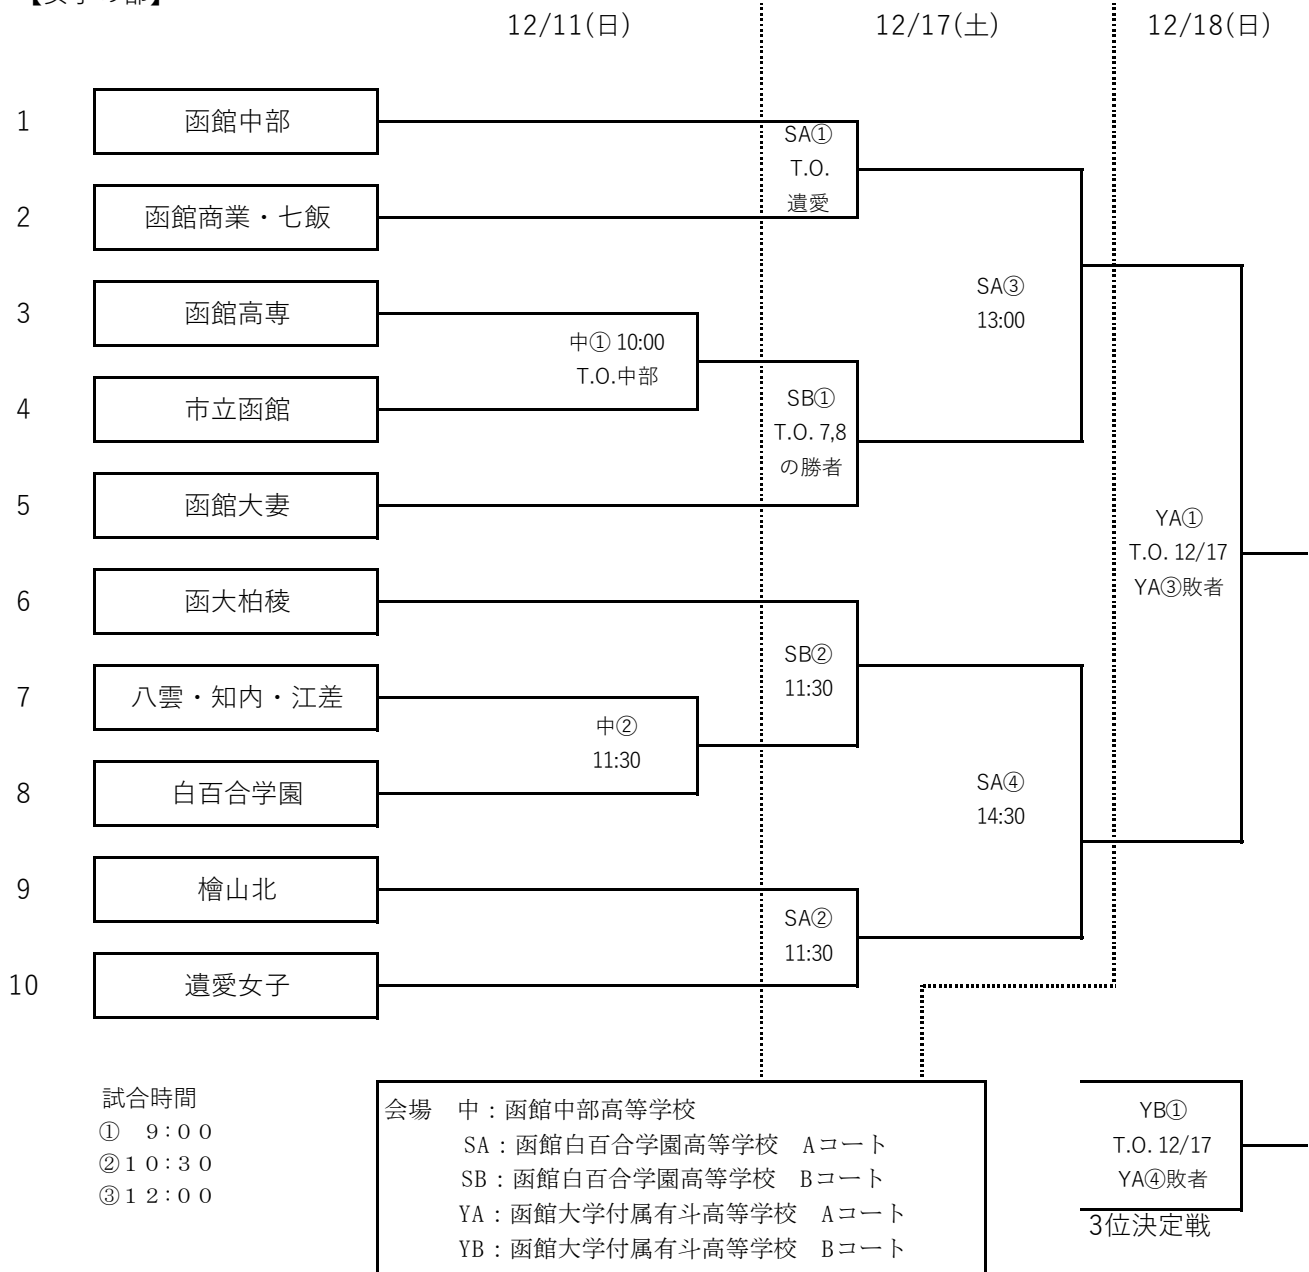 12/11(日) 12/17(土) 12/18(日)
1 函館中部
SA①
T.O.
遺愛
2 函館商業・七飯
3 函館高専
SA③
13:00
中① 10:00
T.O.中部
4 市立函館
SB①
T.O. 7,8
の勝者
5 函館大妻
YA①
T.O. 12/17
YA③敗者
6 函大柏稜
SB②
11:30
7 八雲・知内・江差
中②
11:30
8 白百合学園
SA④
14:30
9 檜山北
SA②
11:30
10 遺愛女子
試合時間
① 9:00
②10:30
③12:00
会場 中：函館中部高等学校
SA：函館白百合学園高等学校 Aコート
SB：函館白百合学園高等学校 Bコート
YA：函館大学付属有斗高等学校 Aコート
YB：函館大学付属有斗高等学校 Bコート
YB①
T.O. 12/17
YA④敗者
3位決定戦